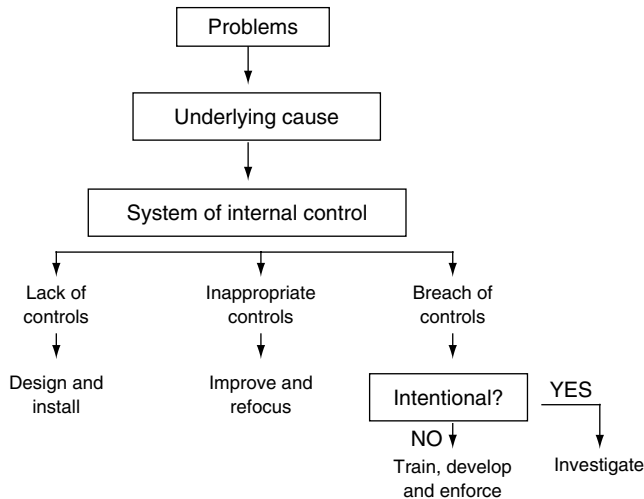 Problems
Underlying cause
System of internal control
Lack of
controls
Inappropriate
controls
Breach of
controls
Design and
install
Improve and
refocus
Intentional?
YES
NO
Train, develop
and enforce
Investigate